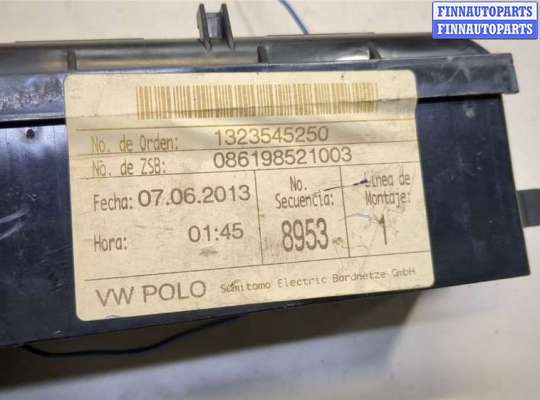 FINNAUTOPARTS
FINNAUTOPARTS
No. de Orden: 1323545250
No. de ZSB: 086198521003
Fecha: 07.06.2013
No. Secuencia: 8953
Línea de Montaje: 1
Hora: 01:45
VW POLO Sumitomo Electric Bordnetze GmbH